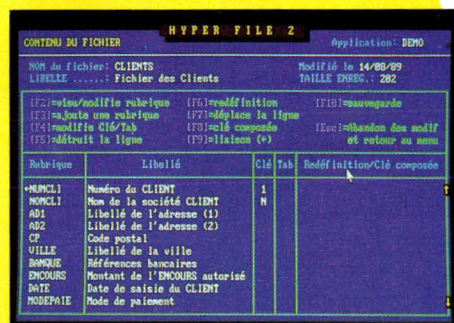 HYPER FILE 2
CONTENU DU FICHIER Application: DEMO
NOM du fichier: CLIENTS Modifié le 14/08/89
LIBELLE ......: Fichier des Clients TAILLE ENREG.: 202
[F2]=visu/modifie rubrique [F6]=redéfinition [F10]=sauvegarde
[F3]=ajoute une rubrique [F7]=déplace la ligne
[F4]=modifie Clé/Tab [F8]=clé composée [Esc]=Abandon des modif
[F5]=détruit la ligne [F9]=liaison (+) et retour au menu
Rubrique Libellé Clé Tab Redéfinition/Clé composée
+NUMCLI Numéro du CLIENT 1
NOMCLI Nom de la société CLIENT N
AD1 Libellé de l'adresse (1)
AD2 Libellé de l'adresse (2)
CP Code postal
VILLE Libellé de la ville
BANQUE Références bancaires
ENCOURS Montant de l'ENCOURS autorisé
DATE Date de saisie du CLIENT
MODEPAIE Mode de paiement